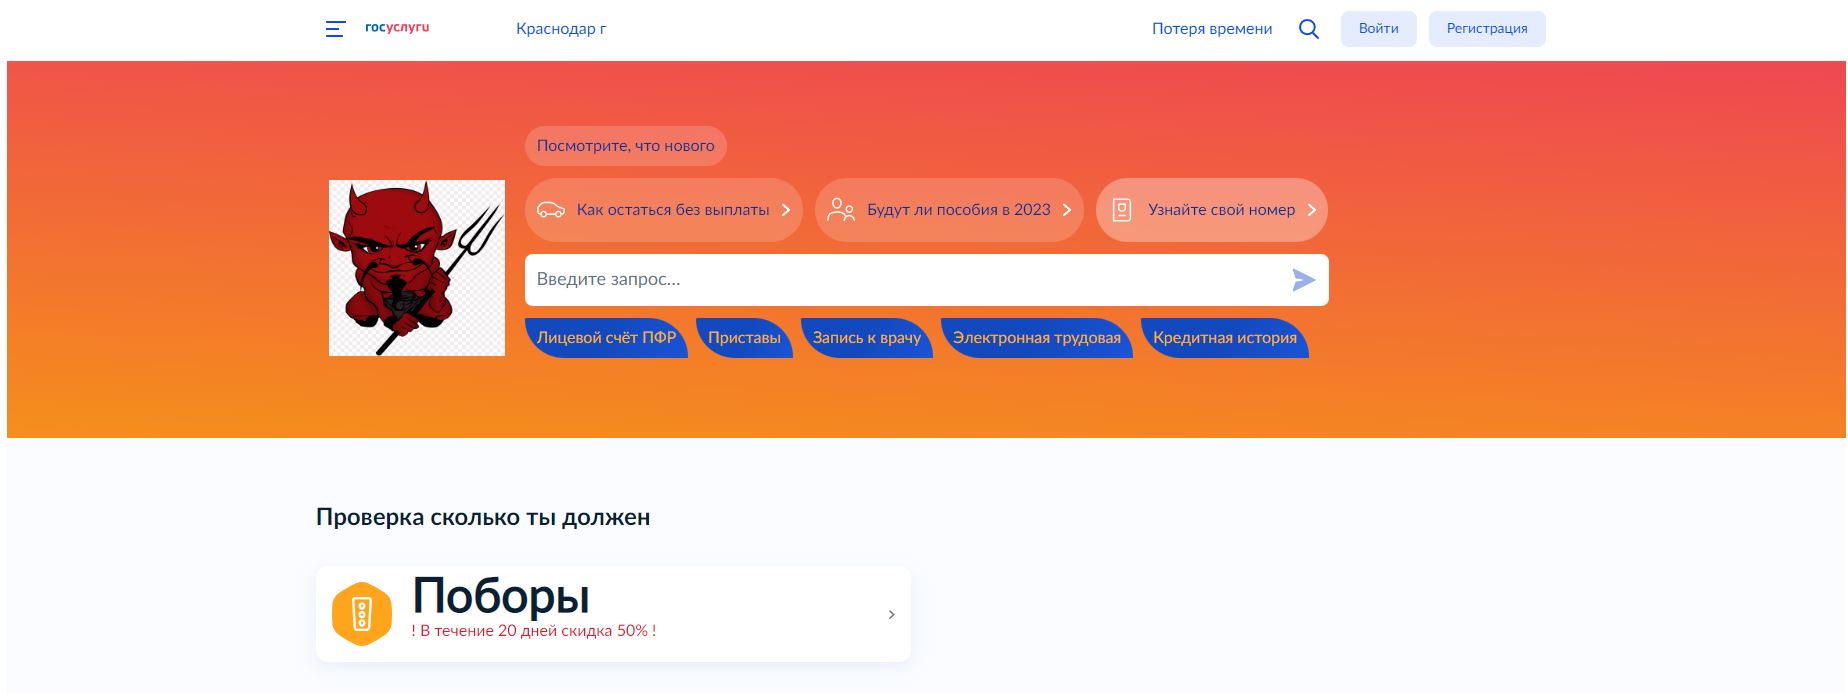 госуслуги
Краснодар г
Потеря времени
Войти
Регистрация
Посмотрите, что нового
Как остаться без выплаты
Будут ли пособия в 2023
Узнайте свой номер
Введите запрос...
Лицевой счёт ПФР
Приставы
Запись к врачу
Электронная трудовая
Кредитная история
Проверка сколько ты должен
Поборы
! В течение 20 дней скидка 50% !